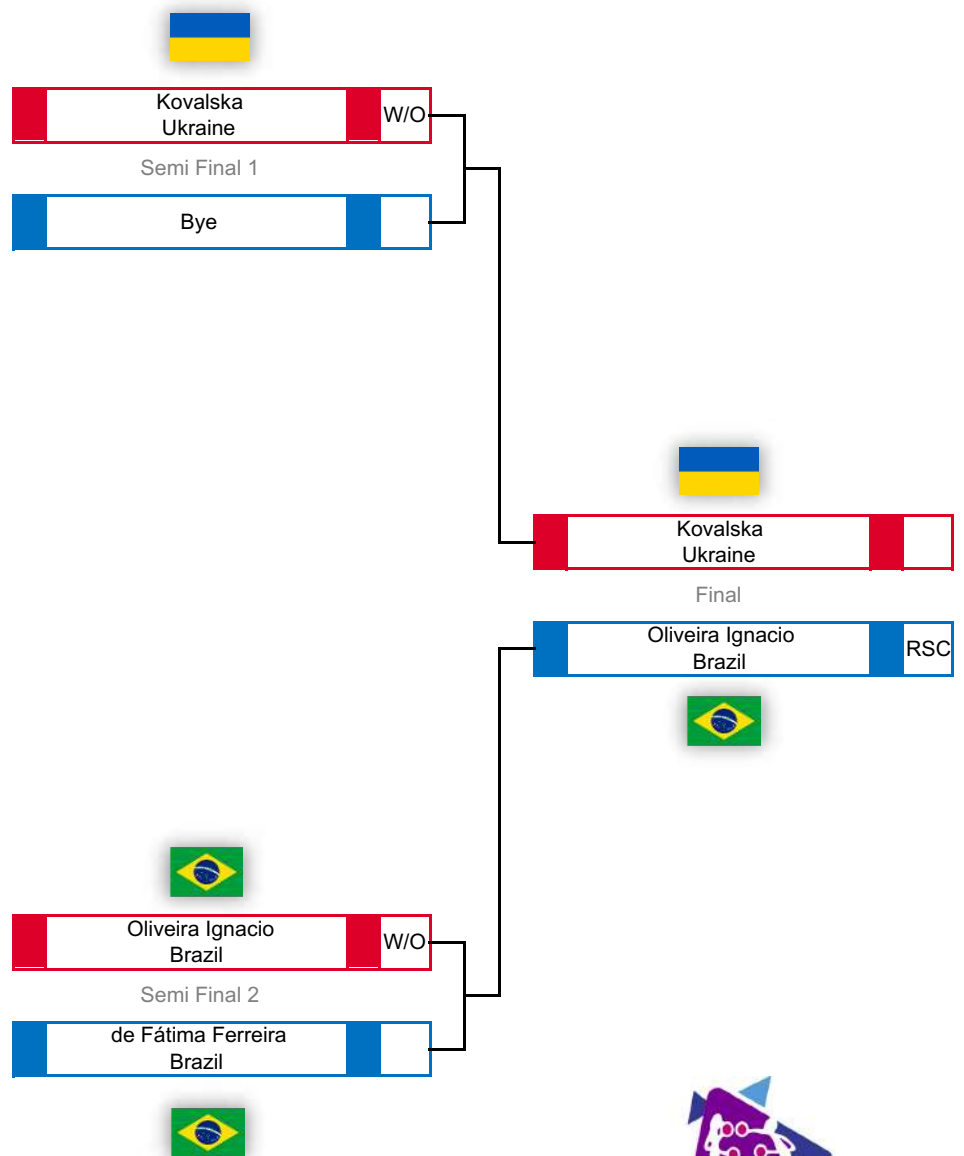 Kovalska
Ukraine
W/O
Semi Final 1
Bye
Kovalska
Ukraine
Final
Oliveira Ignacio
Brazil
RSC
Oliveira Ignacio
Brazil
W/O
Semi Final 2
de Fátima Ferreira
Brazil